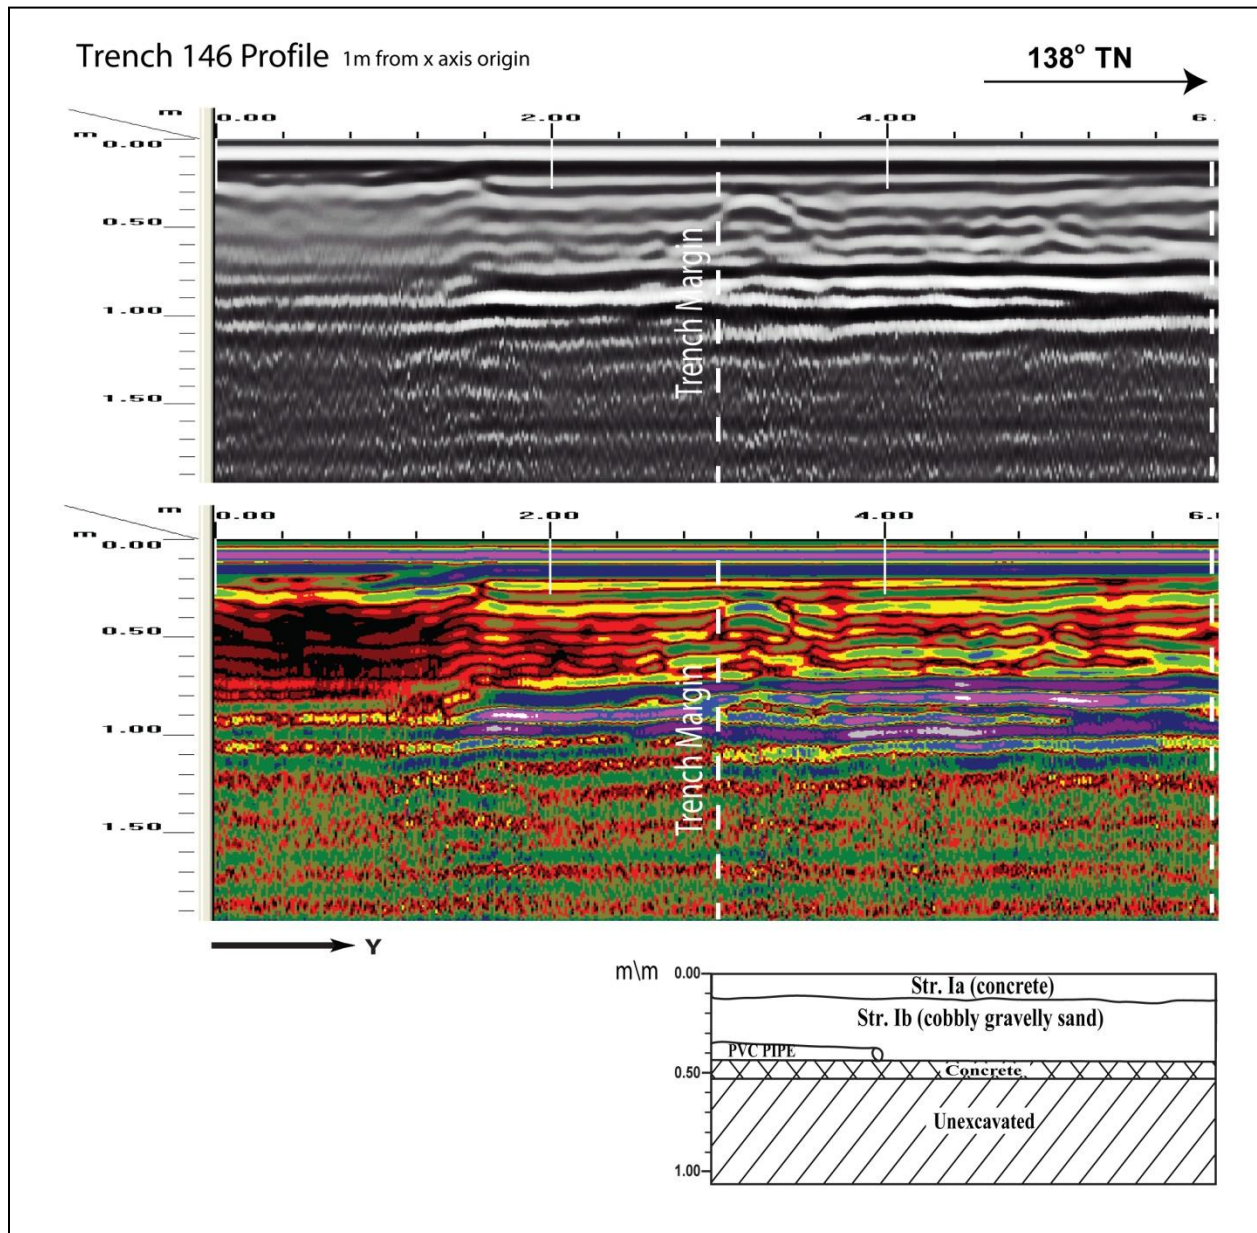 Trench 146 Profile 1m from x axis origin
138° TN
m 0.00 2.00 4.00 6.
m
0.00
0.50
1.00
1.50
Trench Margin
m 0.00 2.00 4.00 6.0
m
0.00
0.50
1.00
1.50
Trench Margin
Y
m\m 0.00
Str. Ia (concrete)
Str. Ib (cobbly gravelly sand)
PVC PIPE
0.50
Concrete
Unexcavated
1.00